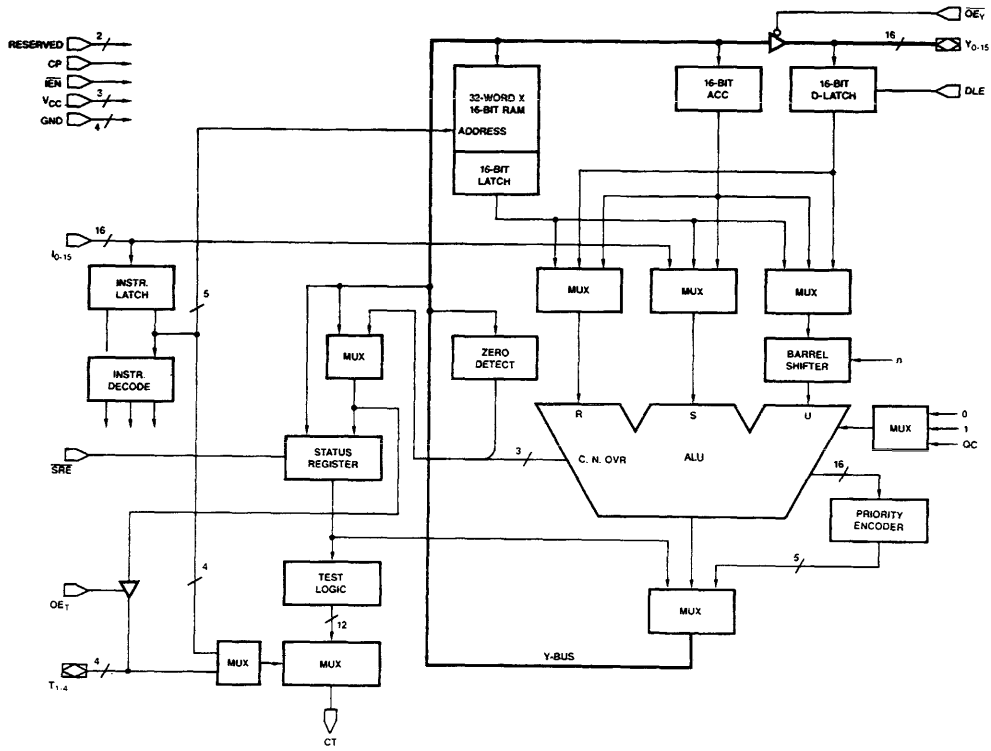 RESERVED 2
CP
IEN
VCC 3
GND 4
OEY
16 Y0-15
DLE
32-WORD X
16-BIT RAM
ADDRESS
16-BIT
LATCH
16-BIT
ACC
16-BIT
D-LATCH
I0-15 16
INSTR.
LATCH
5
INSTR.
DECODE
MUX
MUX
MUX
MUX
ZERO
DETECT
BARREL
SHIFTER
n
R
S
U
C. N. OVR
ALU
3
MUX
0
1
QC
16
PRIORITY
ENCODER
5
SRE
STATUS
REGISTER
4
TEST
LOGIC
12
OET
T1-4 4
MUX
MUX
MUX
Y-BUS
CT